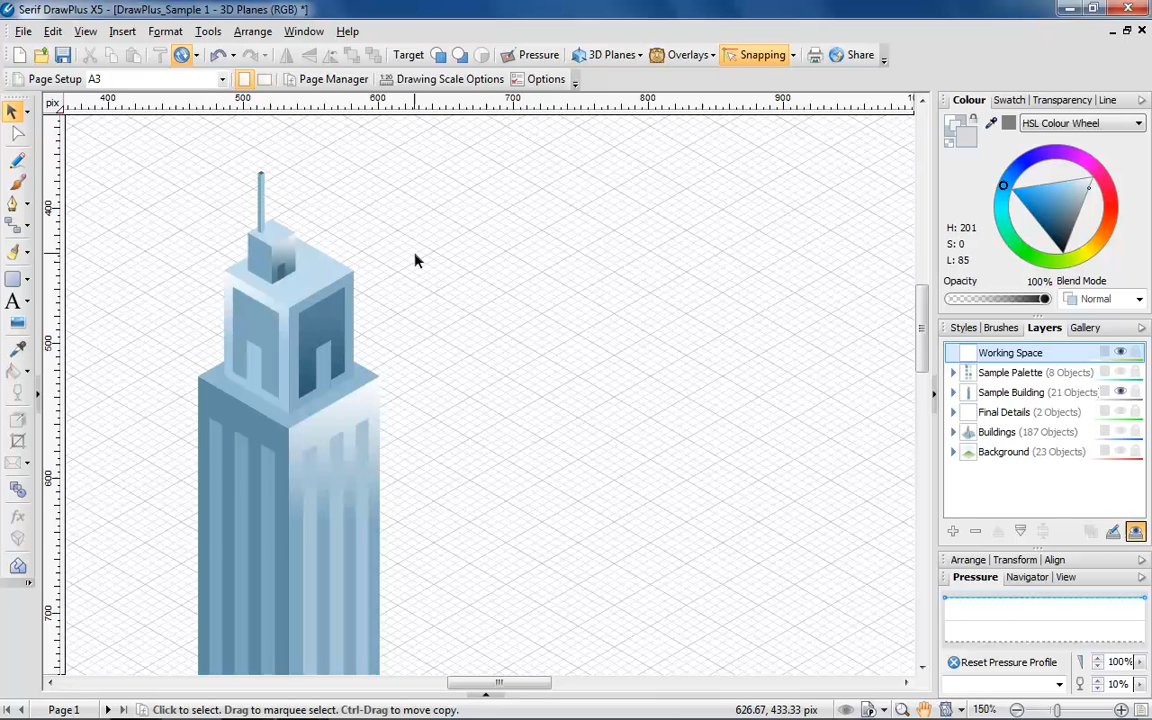 Serif DrawPlus X5 - [DrawPlus_Sample 1 - 3D Planes (RGB) *]
File Edit View Insert Format Tools Arrange Window Help
Target Pressure 3D Planes Overlays Snapping Share
Page Setup A3 Page Manager Drawing Scale Options Options
pix 400 500 600 700 800 900
400
500
600
700
Colour Swatch Transparency Line
HSL Colour Wheel
H: 201
S: 0
L: 85
Opacity 100% Blend Mode
Normal
Styles Brushes Layers Gallery
Working Space
Sample Palette (8 Objects)
Sample Building (21 Objects)
Final Details (2 Objects)
Buildings (187 Objects)
Background (23 Objects)
Arrange Transform Align
Pressure Navigator View
Reset Pressure Profile 100%
10%
Page 1 Click to select. Drag to marquee select. Ctrl-Drag to move copy. 626.67, 433.33 pix 150%